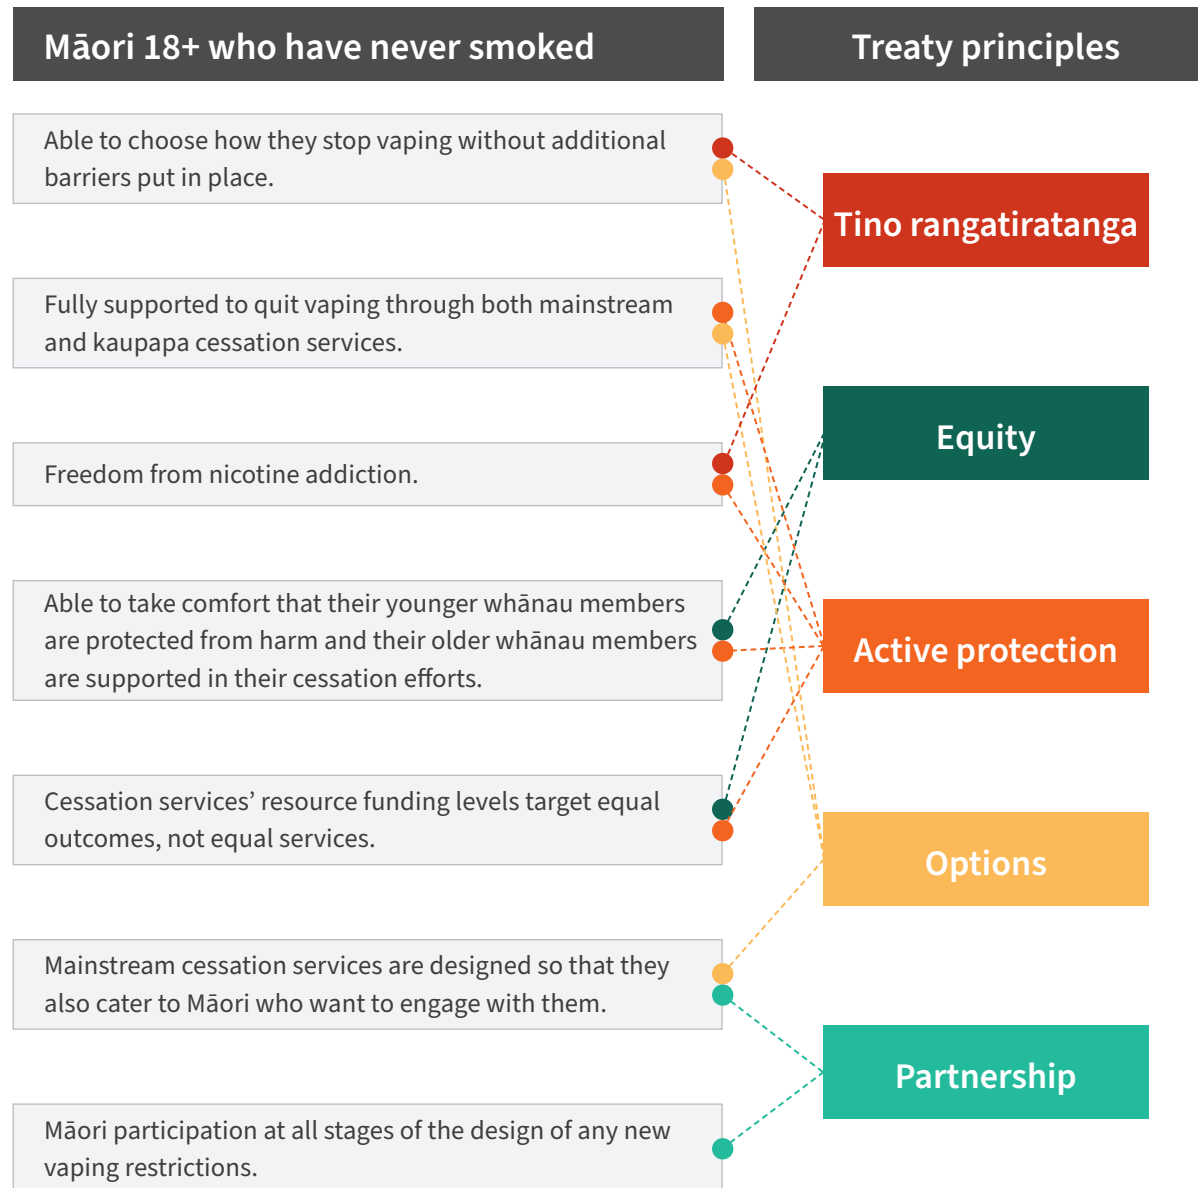 Māori 18+ who have never smoked
Treaty principles
Able to choose how they stop vaping without additional
barriers put in place.
Fully supported to quit vaping through both mainstream
and kaupapa cessation services.
Freedom from nicotine addiction.
Able to take comfort that their younger whānau members
are protected from harm and their older whānau members
are supported in their cessation efforts.
Cessation services’ resource funding levels target equal
outcomes, not equal services.
Mainstream cessation services are designed so that they
also cater to Māori who want to engage with them.
Māori participation at all stages of the design of any new
vaping restrictions.
Tino rangatiratanga
Equity
Active protection
Options
Partnership